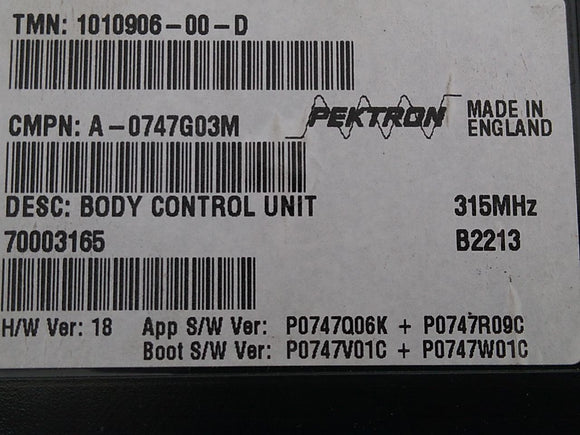 TMN: 1010906-00-D
CMPN: A-0747G03M
PEKTRON
MADE IN
ENGLAND
DESC: BODY CONTROL UNIT 315MHz
70003165 B2213
H/W Ver: 18 App S/W Ver: P0747Q06K + P0747R09C
Boot S/W Ver: P0747V01C + P0747W01C